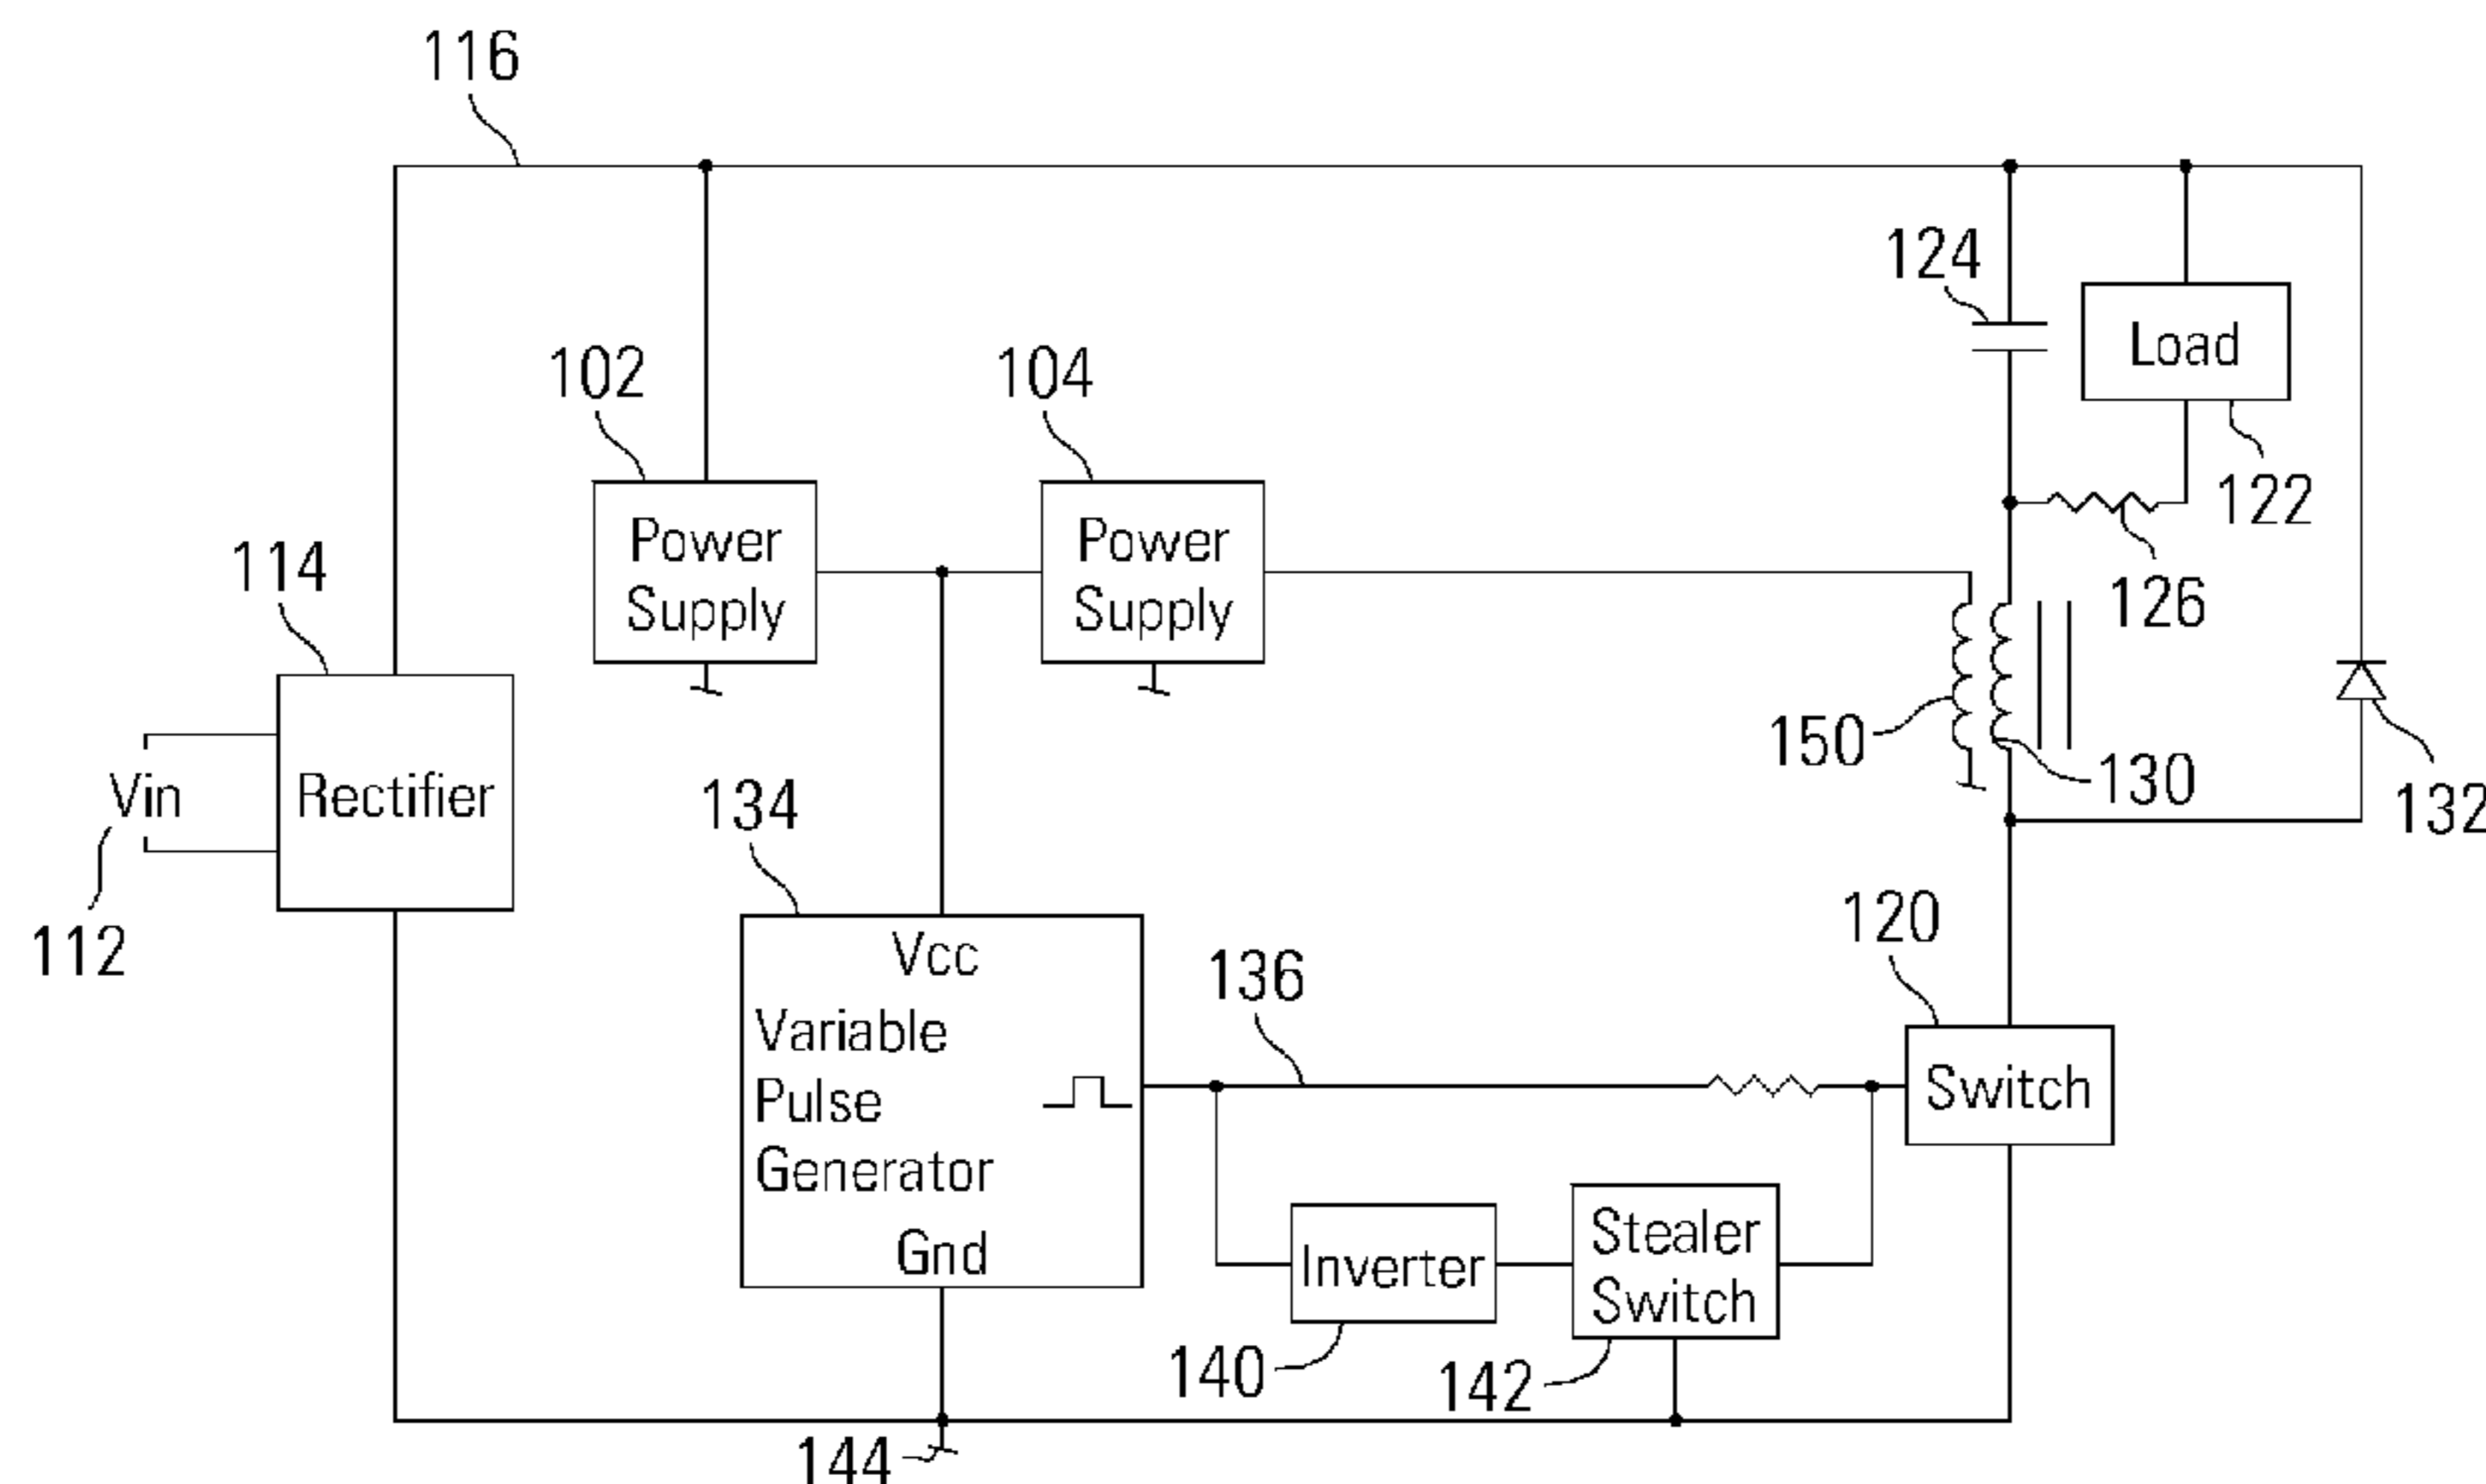 116
124
Load
102
104
122
Power
Supply
Power
Supply
114
126
150
130
132
Vin
Rectifier
134
112
120
Vcc
136
Variable
Pulse
Generator
Switch
Gnd
Inverter
Stealer
Switch
140
142
144